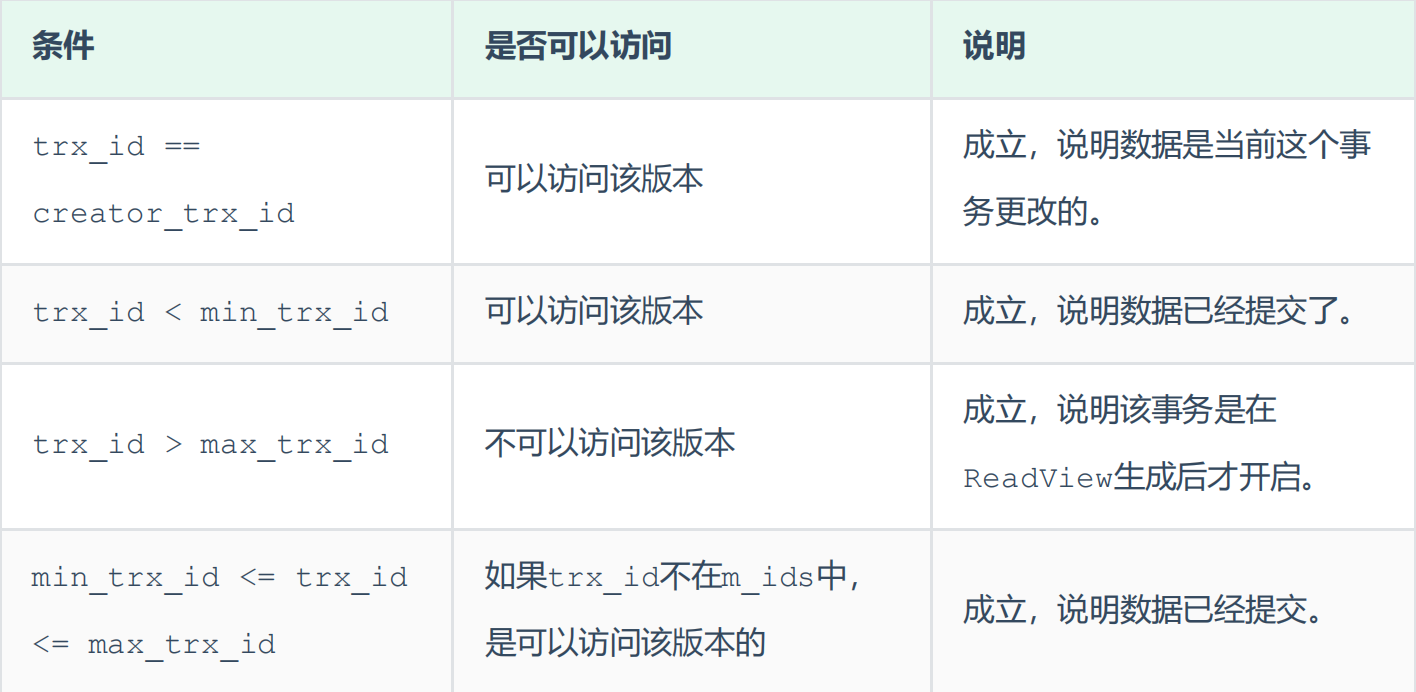 条件
是否可以访问
说明
trx_id ==
creator_trx_id
可以访问该版本
成立，说明数据是当前这个事
务更改的。
trx_id < min_trx_id
可以访问该版本
成立，说明数据已经提交了。
trx_id > max_trx_id
不可以访问该版本
成立，说明该事务是在
ReadView生成后才开启。
min_trx_id <= trx_id
<= max_trx_id
如果trx_id不在m_ids中，
是可以访问该版本的
成立，说明数据已经提交。